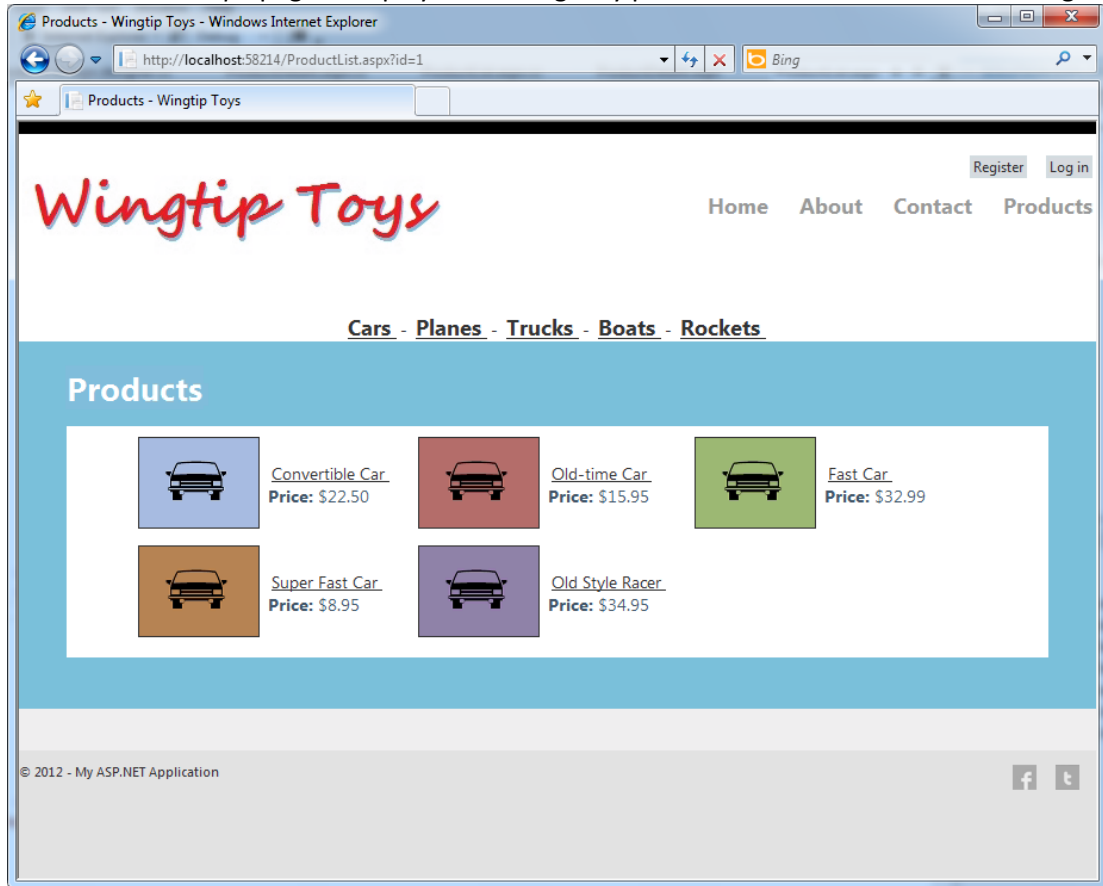 Products - Wingtip Toys - Windows Internet Explorer
http://localhost:58214/ProductList.aspx?id=1
Bing
Products - Wingtip Toys
Register Log in
Wingtip Toys
Home About Contact Products
Cars - Planes - Trucks - Boats - Rockets
Products
Convertible Car Old-time Car Fast Car
Price: $22.50 Price: $15.95 Price: $32.99
Super Fast Car Old Style Racer
Price: $8.95 Price: $34.95
© 2012 - My ASP.NET Application
f t